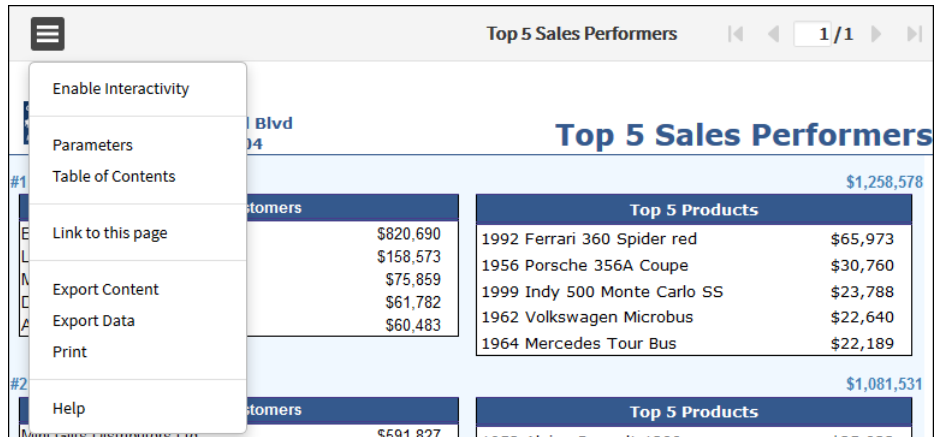 Top 5 Sales Performers
1/1
Enable Interactivity
Parameters
Table of Contents
Link to this page
Export Content
Export Data
Print
Help
Blvd
04
Top 5 Sales Performers
#1
$1,258,578
Top 5 Products
$820,690
$158,573
$75,859
$61,782
$60,483
1992 Ferrari 360 Spider red $65,973
1956 Porsche 356A Coupe $30,760
1999 Indy 500 Monte Carlo SS $23,788
1962 Volkswagen Microbus $22,640
1964 Mercedes Tour Bus $22,189
#2
$1,081,531
Top 5 Products
$591,827